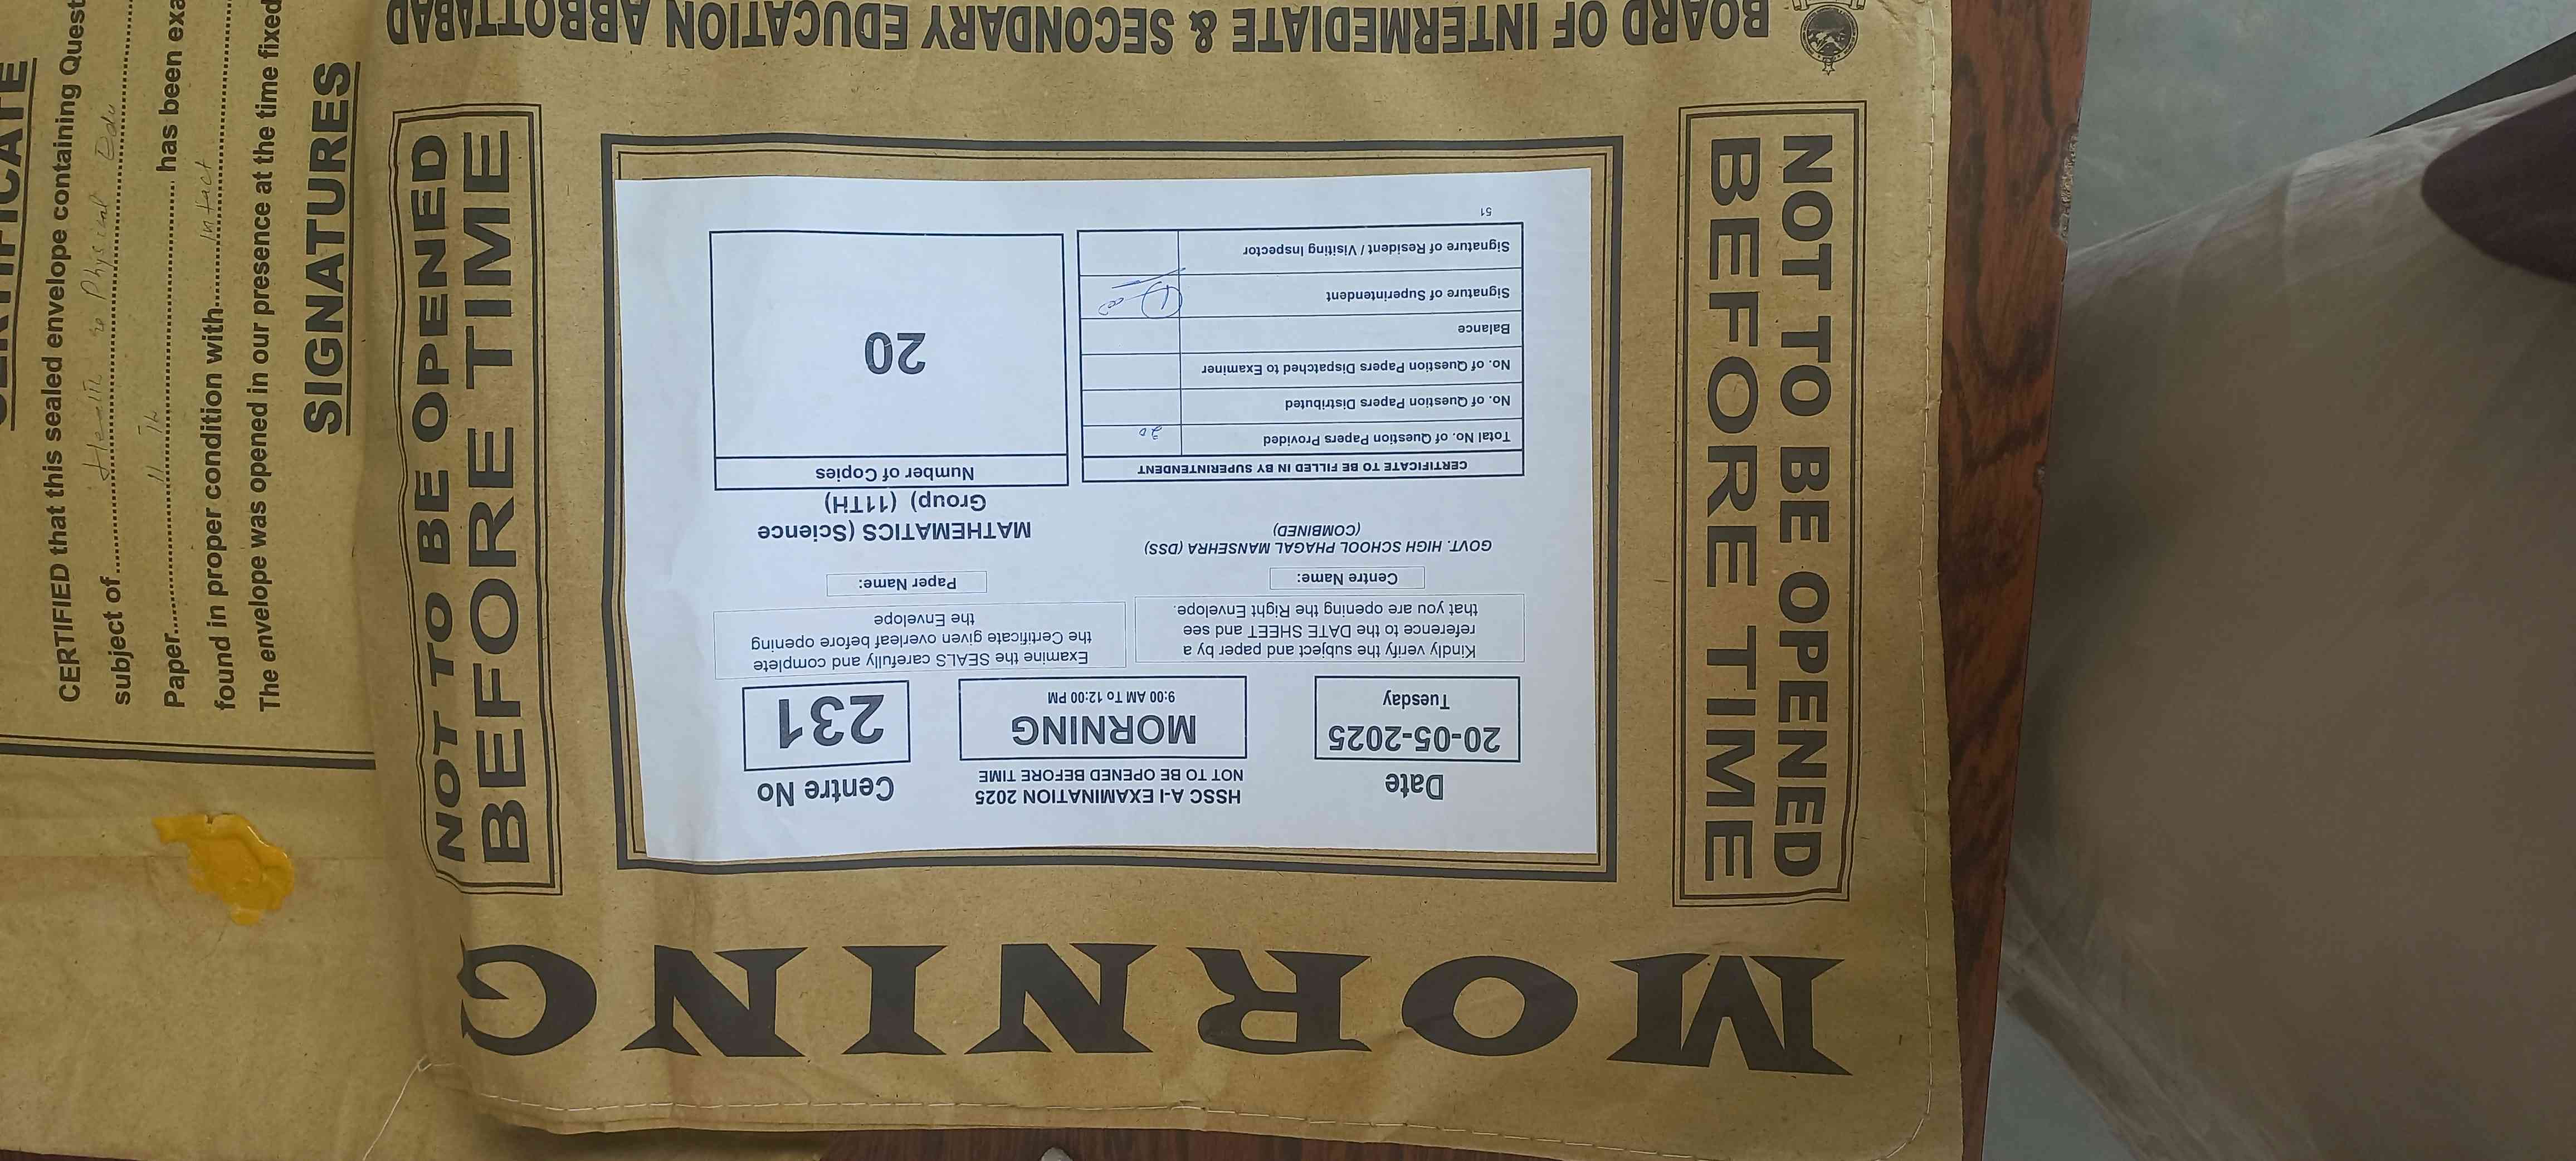 BOARD OF INTERMEDIATE & SECONDARY EDUCATION ABBOTTABAD
NOT TO BE OPENED
BEFORE TIME
MORNING
Date
20-05-2025
Tuesday
HSSC A-I EXAMINATION 2025
NOT TO BE OPENED BEFORE TIME
MORNING
9:00 AM To 12:00 PM
Centre No
231
Kindly verify the subject and paper by a
reference to the DATE SHEET and see
that you are opening the Right Envelope.
Examine the SEALS carefully and complete
the Certificate given overleaf before opening
the Envelope
Centre Name:
GOVT. HIGH SCHOOL PHAGAL MANSEHRA (DSS)
(COMBINED)
Paper Name:
MATHEMATICS (Science
Group) (11TH)
CERTIFICATE TO BE FILLED IN BY SUPERINTENDENT
Total No. of Question Papers Provided 20
No. of Question Papers Distributed
No. of Question Papers Dispatched to Examiner
Balance
Signature of Superintendent
Signature of Resident / Visiting Inspector
51
Number of Copies
20
NOT TO BE OPENED
BEFORE TIME
CERTIFICATE
CERTIFIED that this sealed envelope containing Quest
subject of Health & Physical Edu
Paper 11 Th has been exa
found in proper condition with intact
The envelope was opened in our presence at the time fixed
SIGNATURES